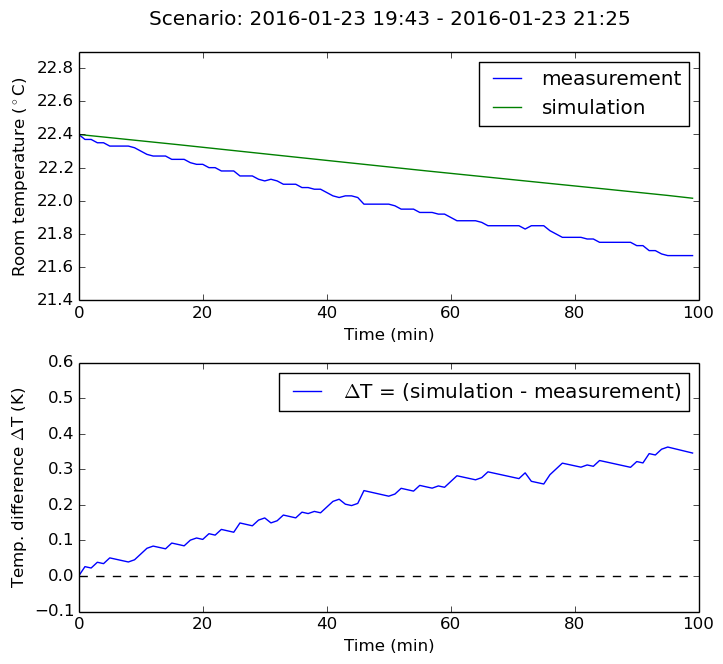 Scenario: 2016-01-23 19:43 - 2016-01-23 21:25
22.8
22.6
22.4
22.2
22.0
21.8
21.6
21.4
Room temperature (°C)
measurement
simulation
0 20 40 60 80 100
Time (min)
0.6
0.5
0.4
0.3
0.2
0.1
0.0
−0.1
Temp. difference ΔT (K)
ΔT = (simulation - measurement)
0 20 40 60 80 100
Time (min)